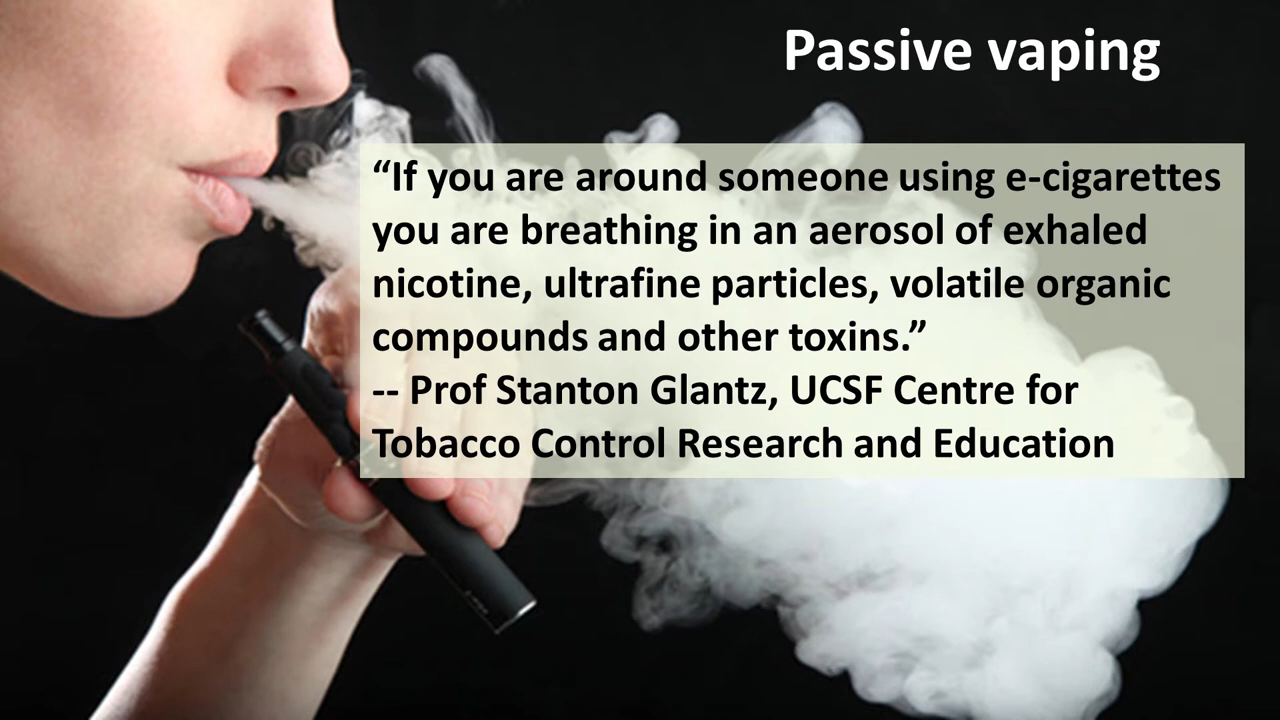 Passive vaping
“If you are around someone using e-cigarettes
you are breathing in an aerosol of exhaled
nicotine, ultrafine particles, volatile organic
compounds and other toxins.”
-- Prof Stanton Glantz, UCSF Centre for
Tobacco Control Research and Education